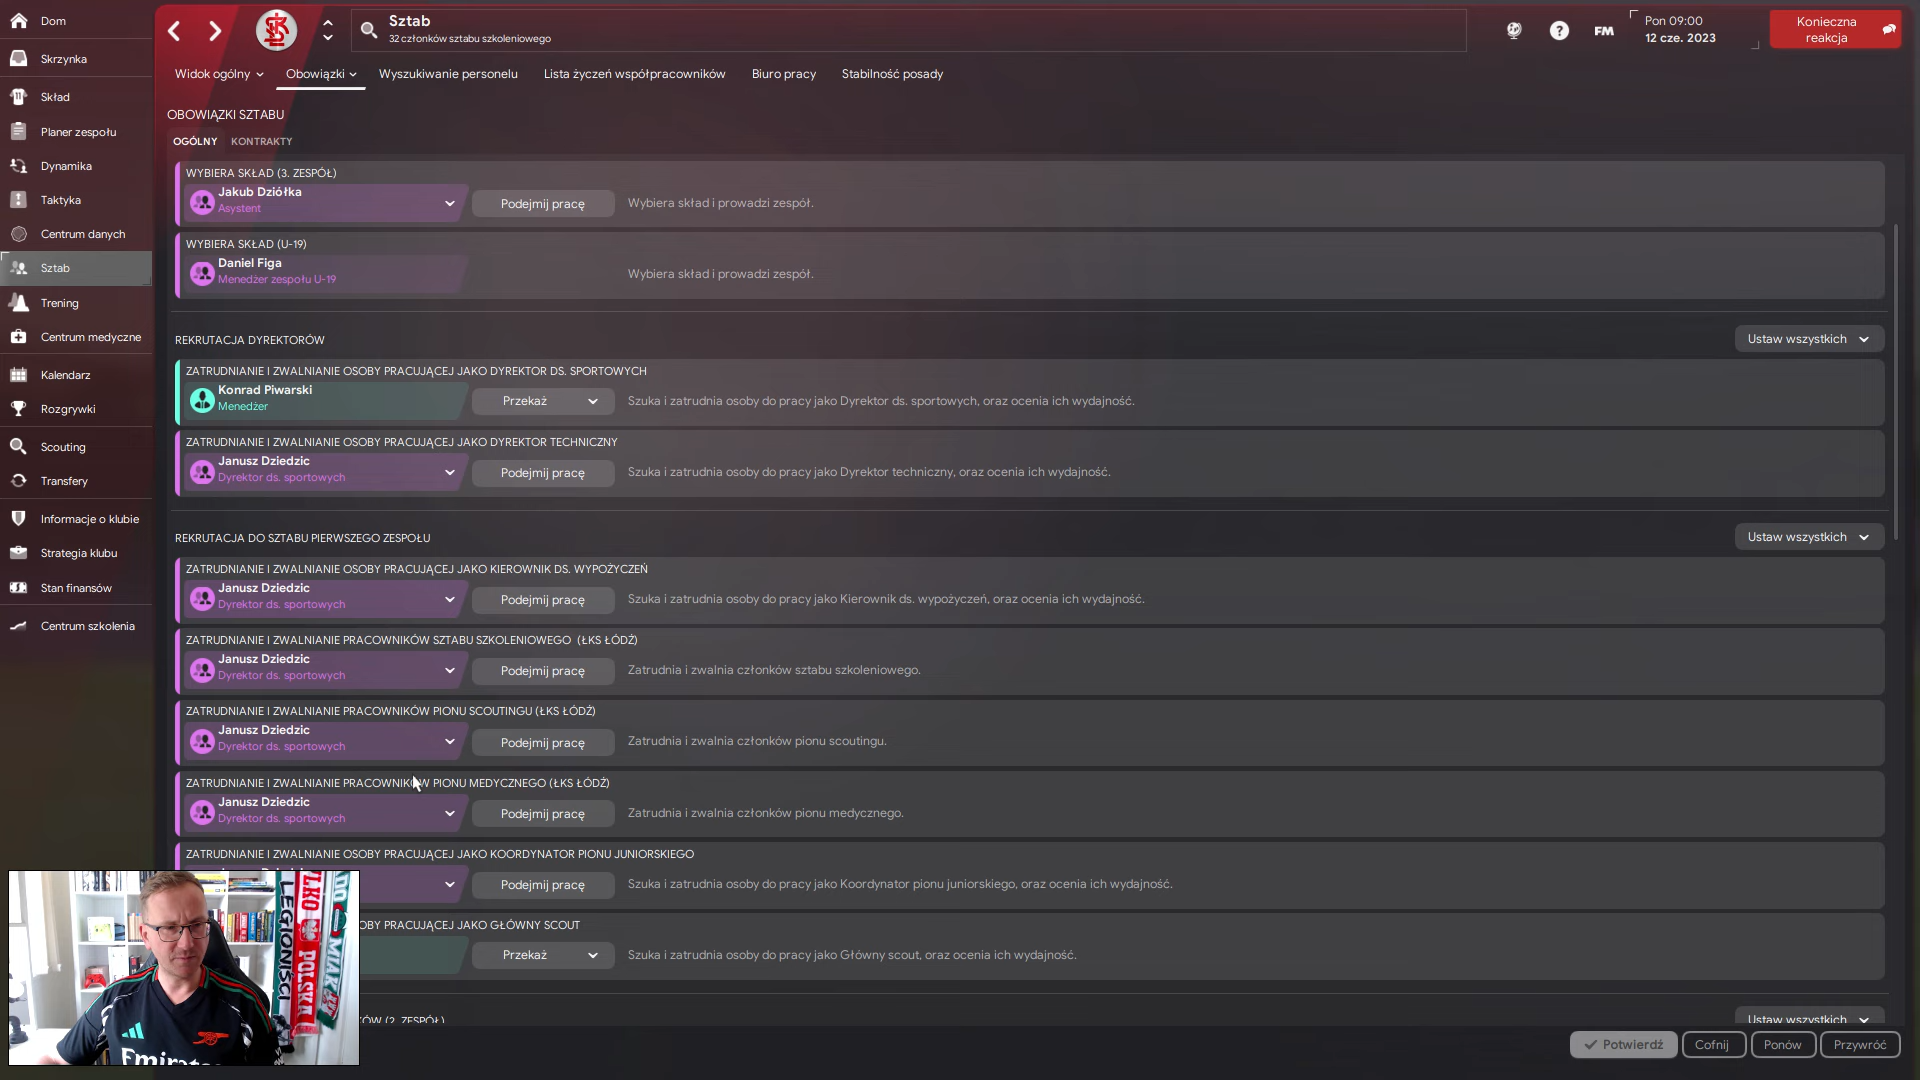 Dom
Skrzynka
Skład
Planer zespołu
Dynamika
Taktyka
Centrum danych
Sztab
Trening
Centrum medyczne
Kalendarz
Rozgrywki
Scouting
Transfery
Informacje o klubie
Strategia klubu
Stan finansów
Centrum szkolenia
Sztab
32 członków sztabu szkoleniowego
FM
Pon 09:00
12 cze. 2023
Konieczna
reakcja
Widok ogólny
Obowiązki
Wyszukiwanie personelu
Lista życzeń współpracowników
Biuro pracy
Stabilność posady
OBOWIĄZKI SZTABU
OGÓLNY
KONTRAKTY
WYBIERA SKŁAD (3. ZESPÓŁ)
Jakub Dziółka
Asystent
Podejmij pracę
Wybiera skład i prowadzi zespół.
WYBIERA SKŁAD (U-19)
Daniel Figa
Menedżer zespołu U-19
Wybiera skład i prowadzi zespół.
REKRUTACJA DYREKTORÓW
Ustaw wszystkich
ZATRUDNIANIE I ZWALNIANIE OSOBY PRACUJĄCEJ JAKO DYREKTOR DS. SPORTOWYCH
Konrad Piwarski
Menedżer
Przekaż
Szuka i zatrudnia osoby do pracy jako Dyrektor ds. sportowych, oraz ocenia ich wydajność.
ZATRUDNIANIE I ZWALNIANIE OSOBY PRACUJĄCEJ JAKO DYREKTOR TECHNICZNY
Janusz Dziedzic
Dyrektor ds. sportowych
Podejmij pracę
Szuka i zatrudnia osoby do pracy jako Dyrektor techniczny, oraz ocenia ich wydajność.
REKRUTACJA DO SZTABU PIERWSZEGO ZESPOŁU
Ustaw wszystkich
ZATRUDNIANIE I ZWALNIANIE OSOBY PRACUJĄCEJ JAKO KIEROWNIK DS. WYPOŻYCZEŃ
Janusz Dziedzic
Dyrektor ds. sportowych
Podejmij pracę
Szuka i zatrudnia osoby do pracy jako Kierownik ds. wypożyczeń, oraz ocenia ich wydajność.
ZATRUDNIANIE I ZWALNIANIE PRACOWNIKÓW SZTABU SZKOLENIOWEGO (ŁKS ŁÓDŹ)
Janusz Dziedzic
Dyrektor ds. sportowych
Podejmij pracę
Zatrudnia i zwalnia członków sztabu szkoleniowego.
ZATRUDNIANIE I ZWALNIANIE PRACOWNIKÓW PIONU SCOUTINGU (ŁKS ŁÓDŹ)
Janusz Dziedzic
Dyrektor ds. sportowych
Podejmij pracę
Zatrudnia i zwalnia członków pionu scoutingu.
ZATRUDNIANIE I ZWALNIANIE PRACOWNIKÓW PIONU MEDYCZNEGO (ŁKS ŁÓDŹ)
Janusz Dziedzic
Dyrektor ds. sportowych
Podejmij pracę
Zatrudnia i zwalnia członków pionu medycznego.
ZATRUDNIANIE I ZWALNIANIE OSOBY PRACUJĄCEJ JAKO KOORDYNATOR PIONU JUNIORSKIEGO
Podejmij pracę
Szuka i zatrudnia osoby do pracy jako Koordynator pionu juniorskiego, oraz ocenia ich wydajność.
OBY PRACUJĄCEJ JAKO GŁÓWNY SCOUT
Przekaż
Szuka i zatrudnia osoby do pracy jako Główny scout, oraz ocenia ich wydajność.
ÓW (2. ZESPÓŁ)
Ustaw wszystkich
Potwierdź
Cofnij
Ponów
Przywróć
LEGIONIŚCI
YLKO
POLSKA